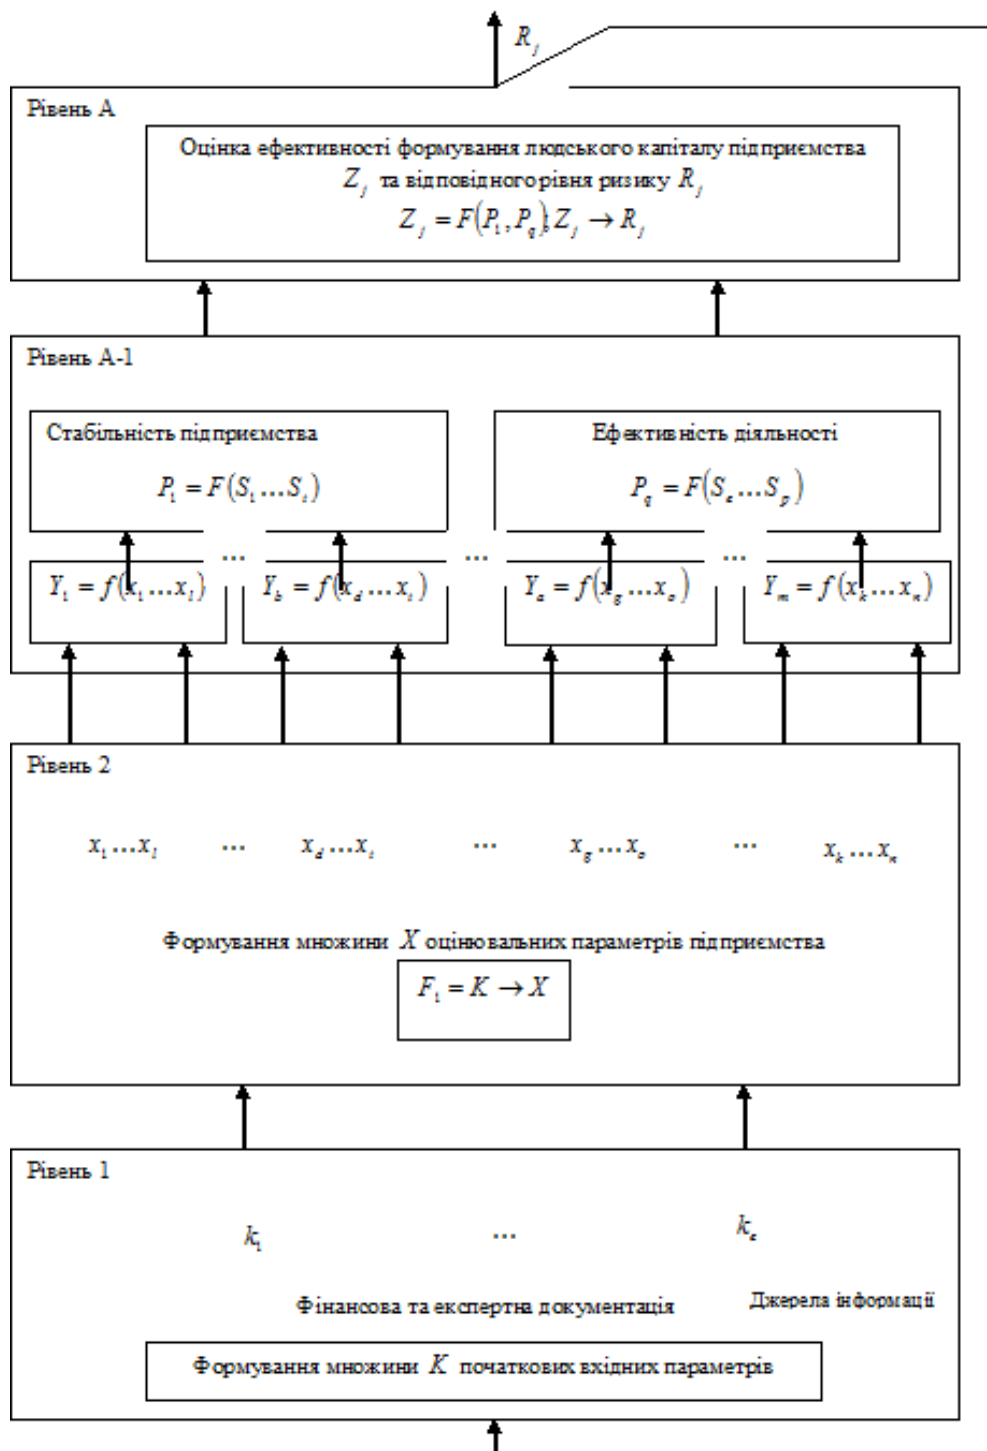 R_j
Рівень А
Оцінка ефективності формування людського капіталу підприємства
Z_j та відповідного рівня ризику R_j
Z_j = F(P_1, P_q); Z_j → R_j
Рівень А-1
Стабільність підприємства
Ефективність діяльності
P_1 = F(S_1...S_i)
P_q = F(S_e...S_p)
... ... ...
Y_1 = f(x_1...x_l)
Y_b = f(x_d...x_i)
Y_a = f(x_g...x_o)
Y_m = f(x_k...x_n)
Рівень 2
x_1...x_l ... x_d...x_i ... x_g...x_o ... x_k...x_n
Формування множини X оцінювальних параметрів підприємства
F_1 = K → X
Рівень 1
k_1 ... k_e
Фінансова та експертна документація
Джерела інформації
Формування множини K початкових вхідних параметрів